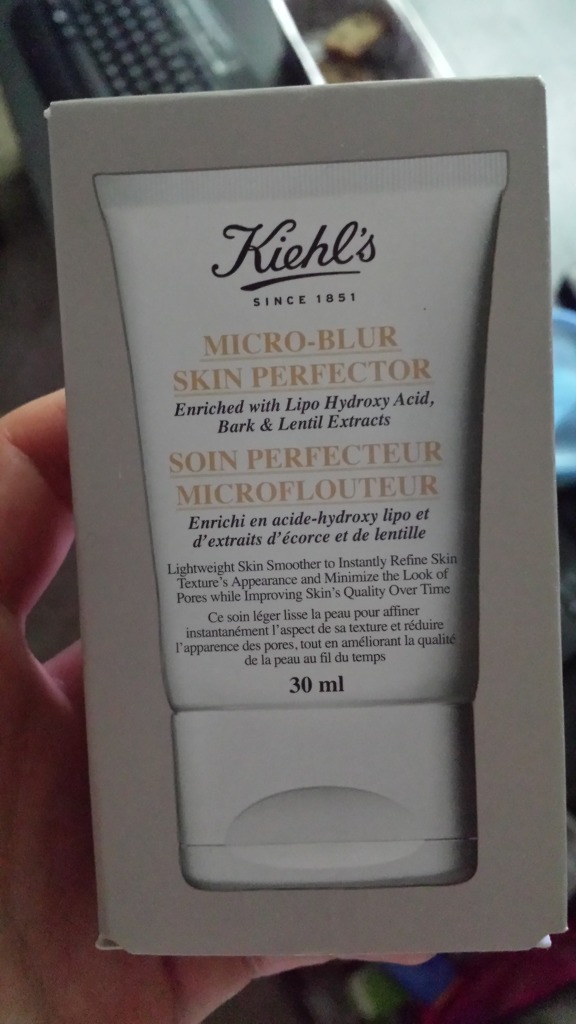 Kiehl's
SINCE 1851
MICRO-BLUR
SKIN PERFECTOR
Enriched with Lipo Hydroxy Acid,
Bark & Lentil Extracts
SOIN PERFECTEUR
MICROFLOUTEUR
Enrichi en acide-hydroxy lipo et
d'extraits d'écorce et de lentille
Lightweight Skin Smoother to Instantly Refine Skin
Texture's Appearance and Minimize the Look of
Pores while Improving Skin's Quality Over Time
Ce soin léger lisse la peau pour affiner
instantanément l'aspect de sa texture et réduire
l'apparence des pores, tout en améliorant la qualité
de la peau au fil du temps
30 ml